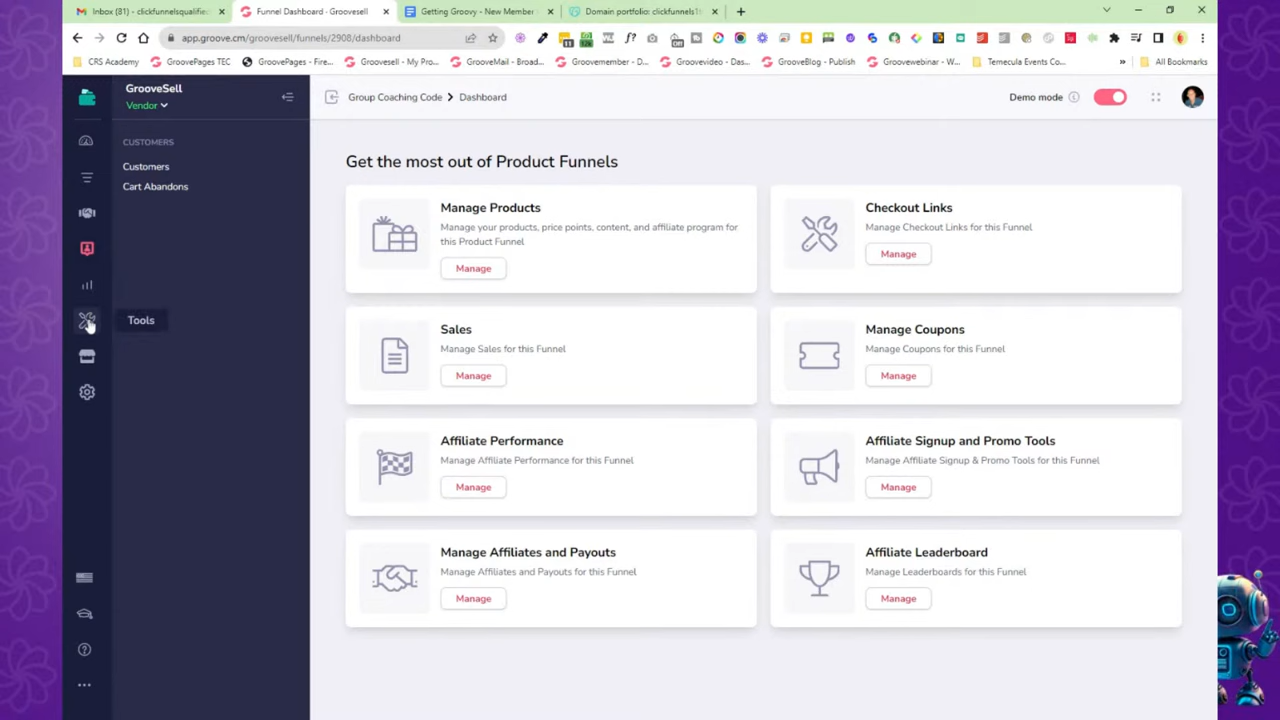 Inbox (81) - clickfunnelsqualifie
Funnel Dashboard - Groovesell
Getting Groovy - New Member
Domain portfolio: clickfunnels1
app.groove.cm/groovesell/funnels/2908/dashboard
CRS Academy
GroovePages TEC
GroovePages - Fire...
Groovesell - My Pro...
GrooveMail - Broad...
Groovemember - D...
Groovevideo - Das...
GrooveBlog - Publish
Groovewebinar - W...
Temecula Events Co...
»
All Bookmarks
GrooveSell
Vendor
Group Coaching Code > Dashboard
Demo mode
CUSTOMERS
Customers
Cart Abandons
Tools
Get the most out of Product Funnels
Manage Products
Manage your products, price points, content, and affiliate program for
this Product Funnel
Manage
Checkout Links
Manage Checkout Links for this Funnel
Manage
Sales
Manage Sales for this Funnel
Manage
Manage Coupons
Manage Coupons for this Funnel
Manage
Affiliate Performance
Manage Affiliate Performance for this Funnel
Manage
Affiliate Signup and Promo Tools
Manage Affiliate Signup & Promo Tools for this Funnel
Manage
Manage Affiliates and Payouts
Manage Affiliates and Payouts for this Funnel
Manage
Affiliate Leaderboard
Manage Leaderboards for this Funnel
Manage